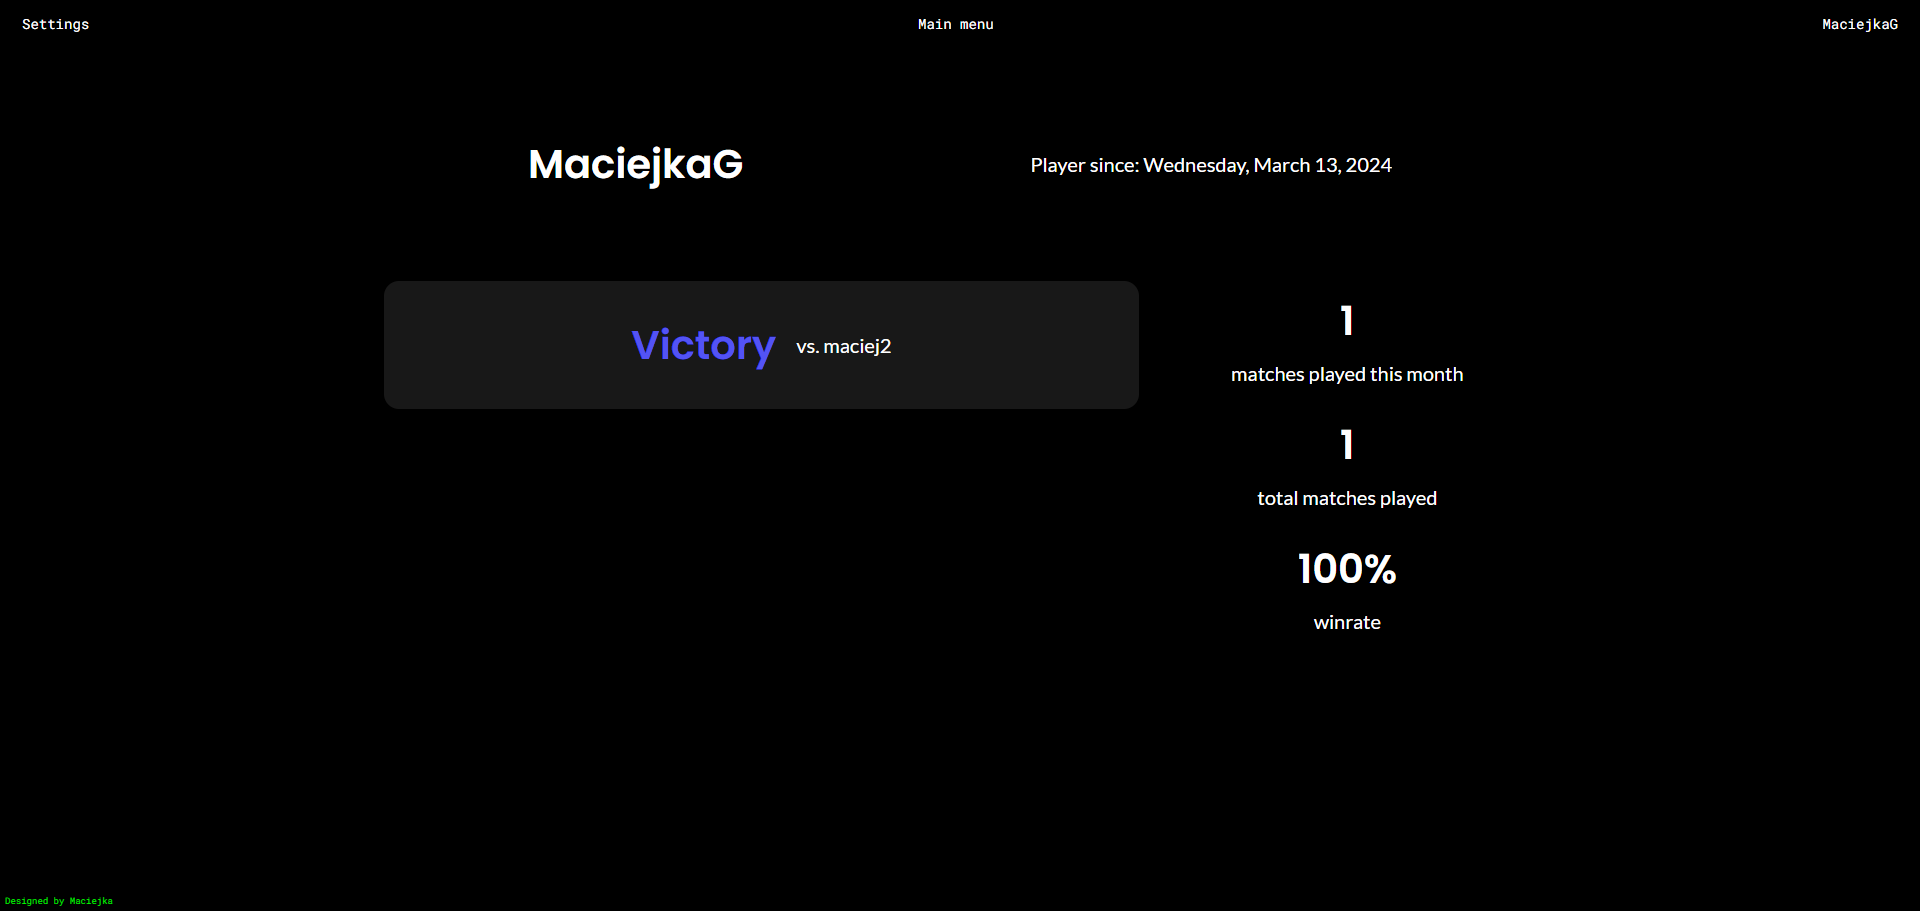 Settings
Main menu
MaciejkaG
MaciejkaG
Player since: Wednesday, March 13, 2024
Victory vs. maciej2
1
matches played this month
1
total matches played
100%
winrate
Designed by Maciejka